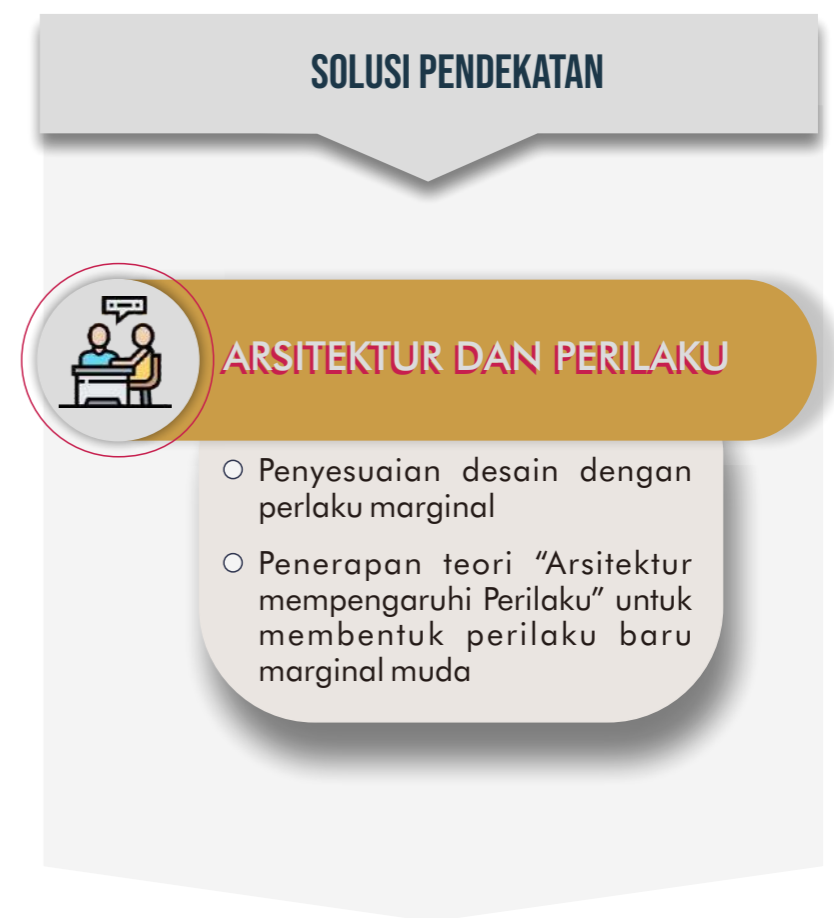 SOLUSI PENDEKATAN
ARSITEKTUR DAN PERILAKU
Penyesuaian desain dengan
perlaku marginal
Penerapan teori “Arsitektur
mempengaruhi Perilaku” untuk
membentuk perilaku baru
marginal muda